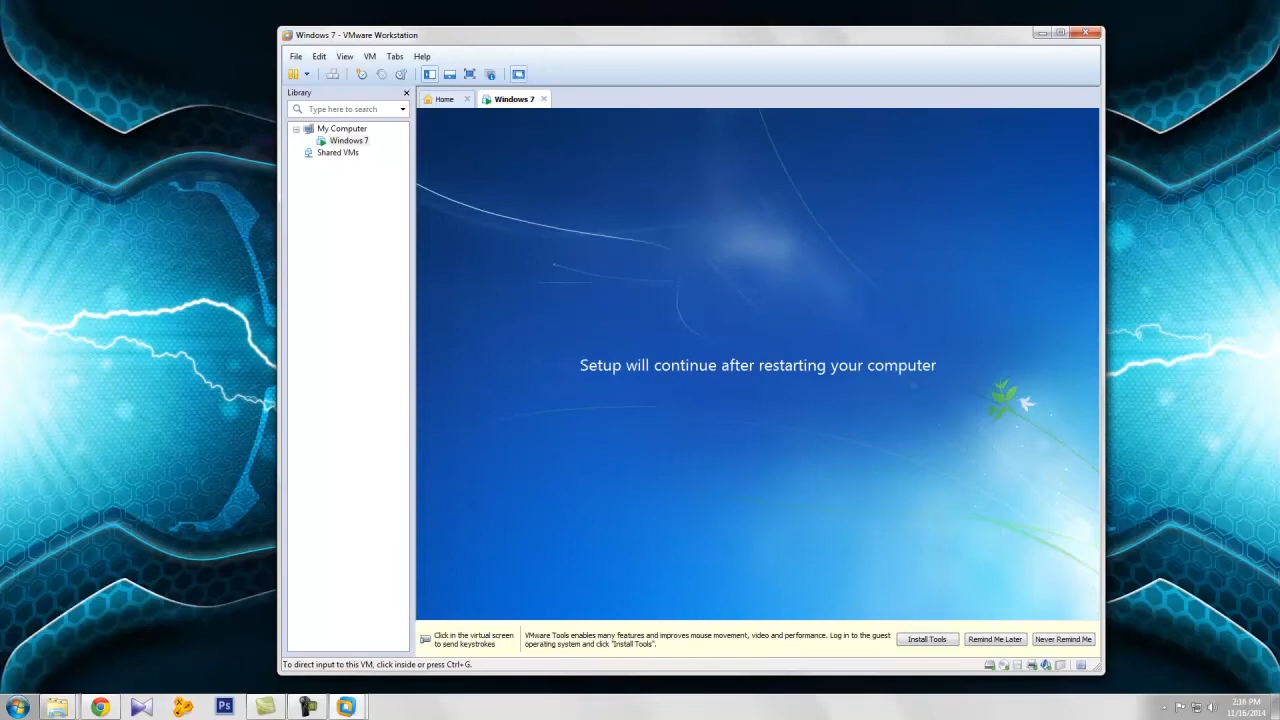 Windows 7 - VMware Workstation
File Edit View VM Tabs Help
Library
Type here to search
My Computer
Windows 7
Shared VMs
Home
Windows 7
Setup will continue after restarting your computer
Click in the virtual screen
to send keystrokes
VMware Tools enables many features and improves mouse movement, video and performance. Log in to the guest
operating system and click "Install Tools".
Install Tools
Remind Me Later
Never Remind Me
To direct input to this VM, click inside or press Ctrl+G.
Ps
2:16 PM
11/16/2014